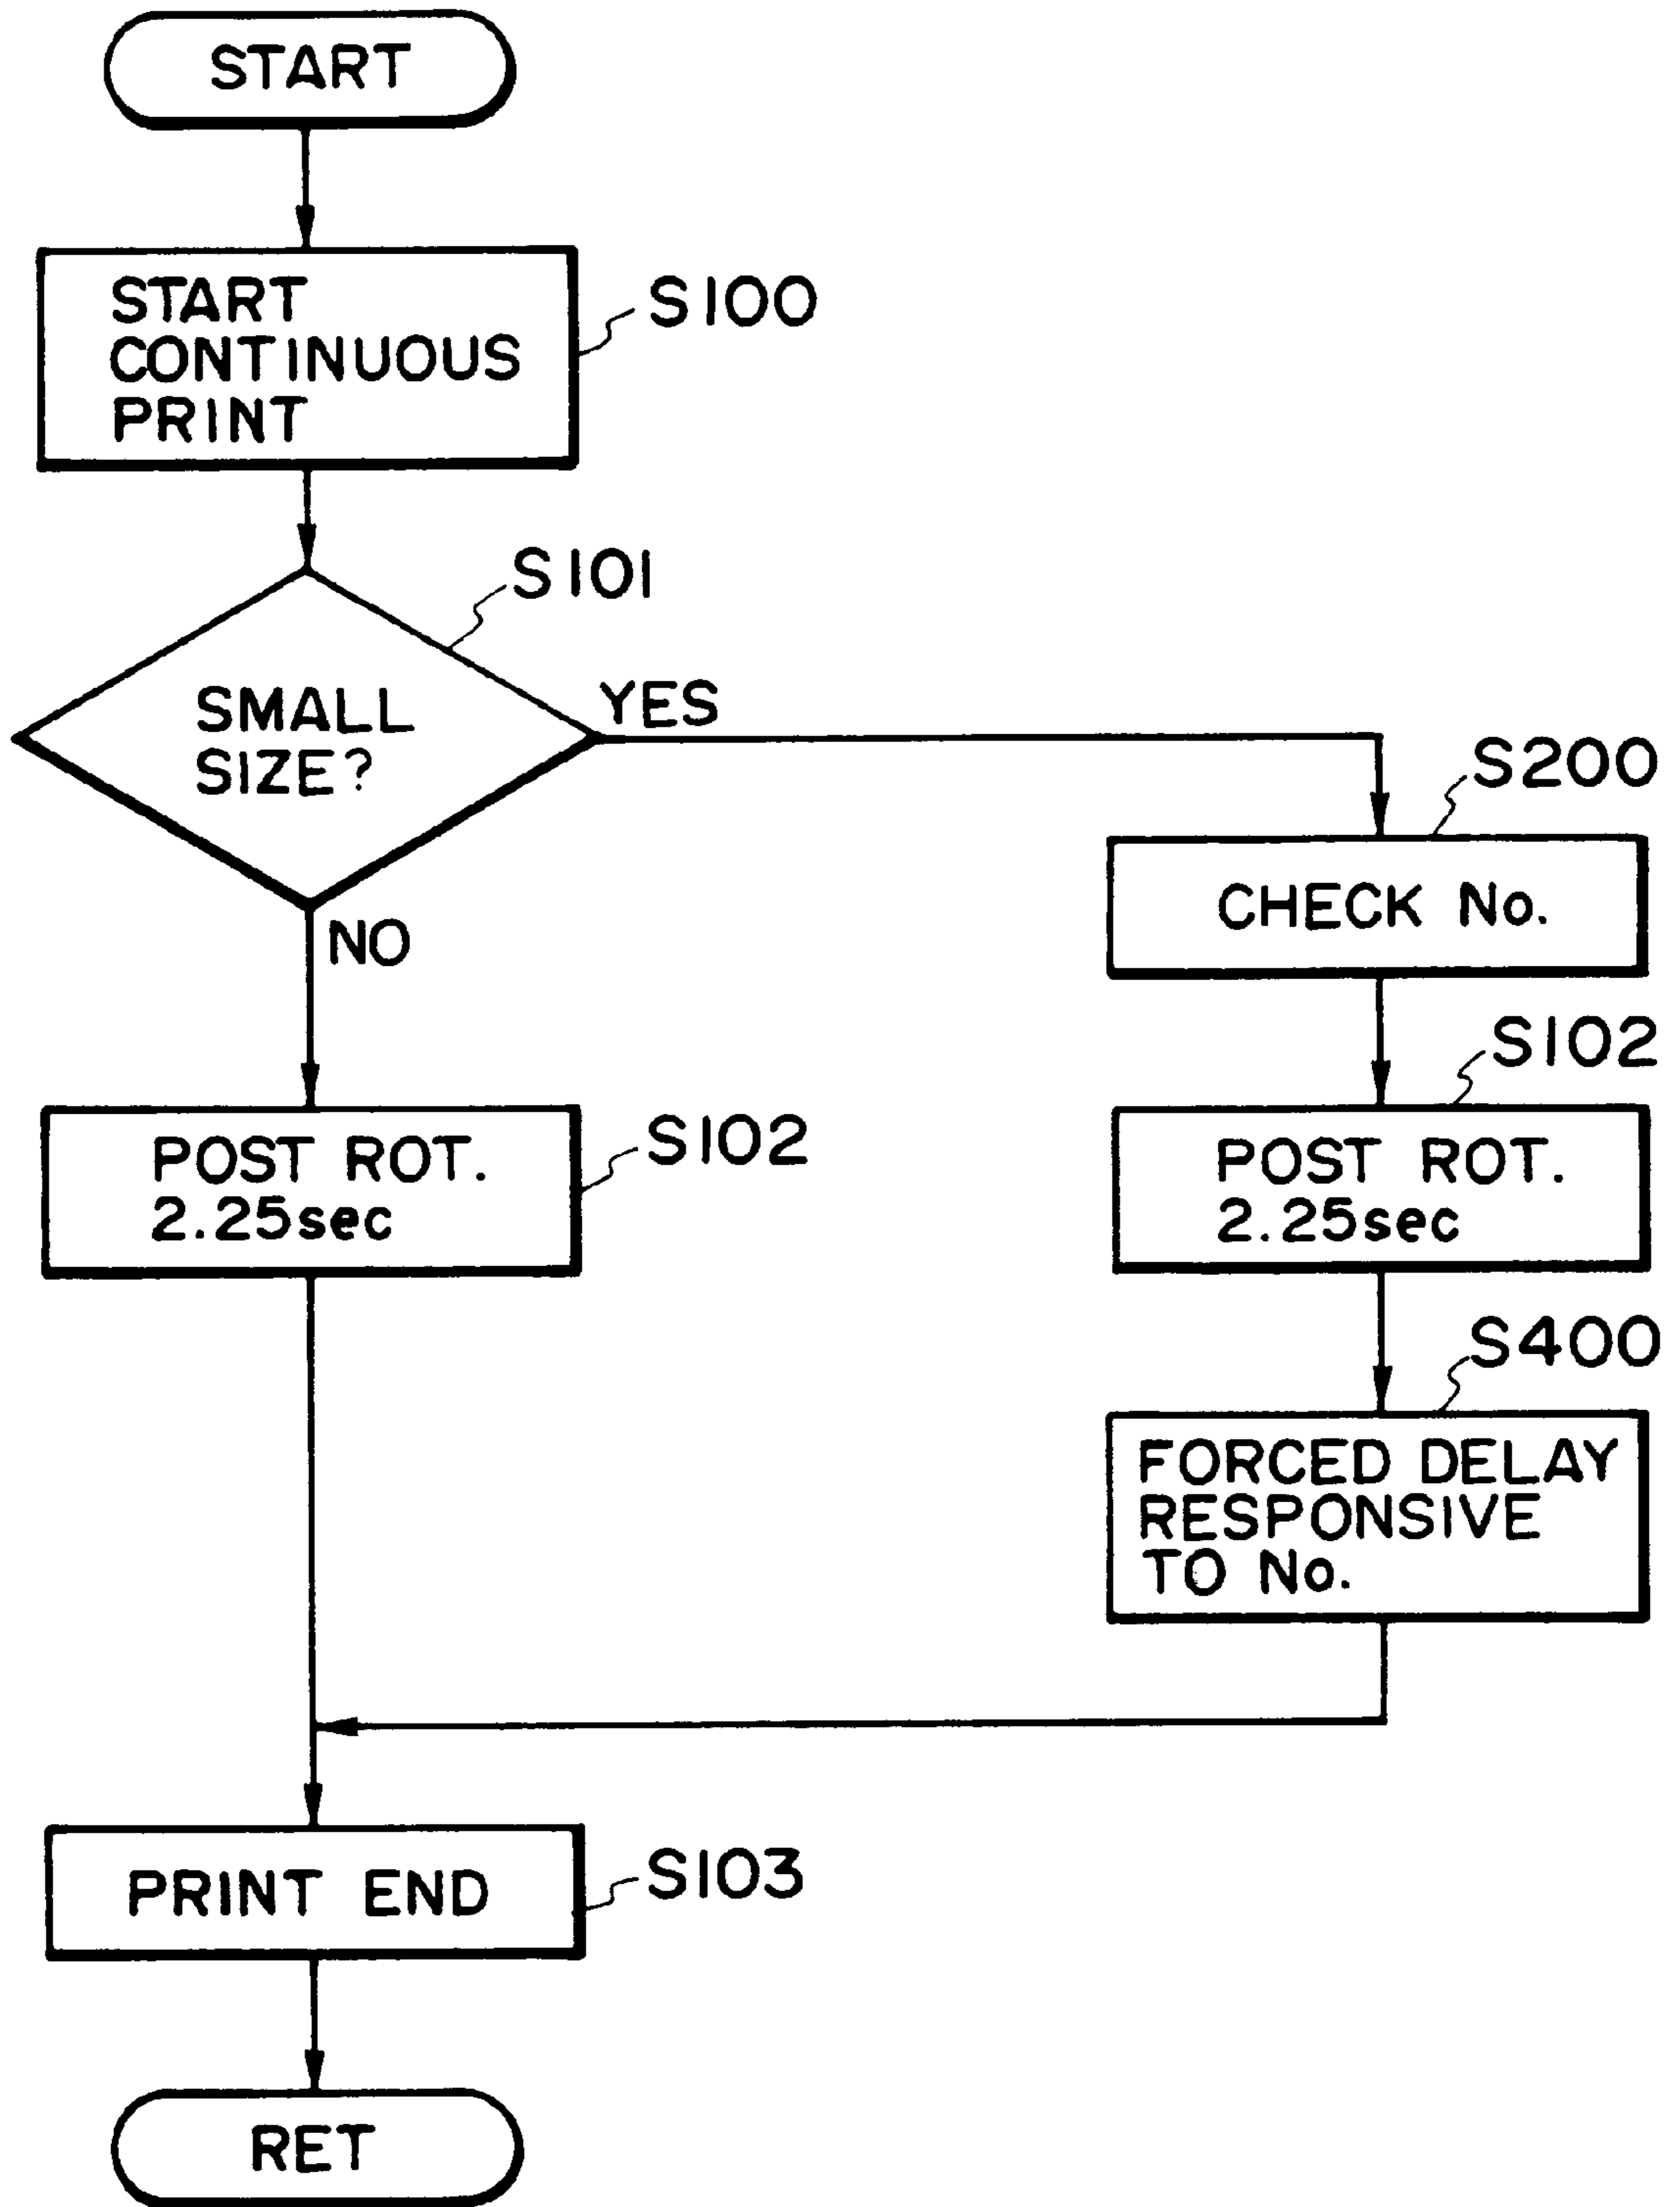 START
START
CONTINUOUS
PRINT
S100
S101
SMALL
SIZE?
YES
NO
S200
CHECK No.
S102
POST ROT.
2.25sec
S102
POST ROT.
2.25sec
S400
FORCED DELAY
RESPONSIVE
TO No.
PRINT END
S103
RET